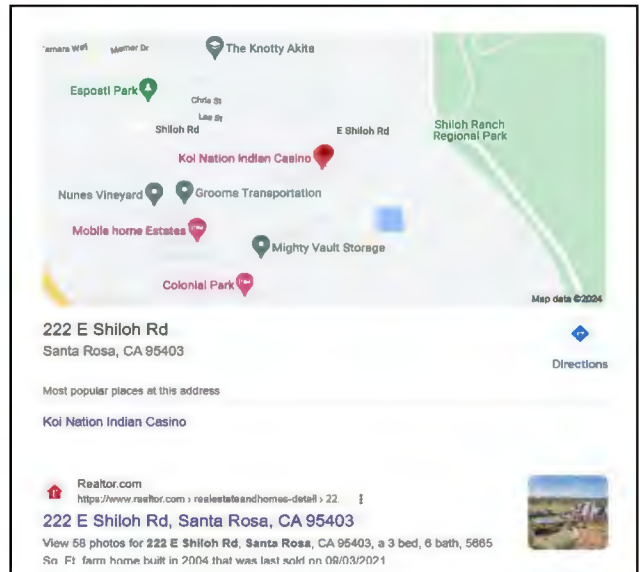 Mamer Dr
The Knotty Akita
Esposti Park
Chris St
Lee St
Shiloh Rd
E Shiloh Rd
Shiloh Ranch
Regional Park
Koi Nation Indian Casino
Nunes Vineyard
Groome Transportation
Mobile home Estates
Mighty Vault Storage
Colonial Park
Map data ©2024
222 E Shiloh Rd
Santa Rosa, CA 95403
Directions
Most popular places at this address
Koi Nation Indian Casino
Realtor.com
https://www.realtor.com › realestateandhomes-detail › 22
222 E Shiloh Rd, Santa Rosa, CA 95403
View 58 photos for 222 E Shiloh Rd, Santa Rosa, CA 95403, a 3 bed, 6 bath, 5665
Sq. Ft. farm home built in 2004 that was last sold on 09/03/2021